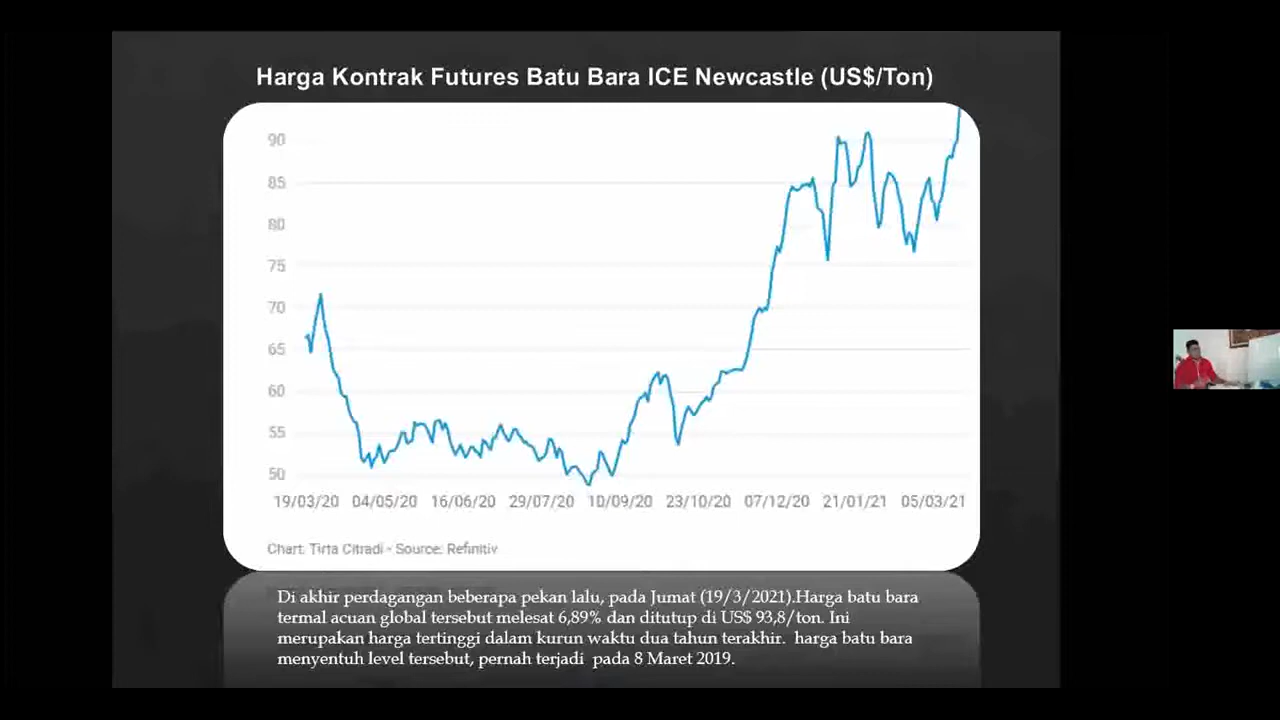 Harga Kontrak Futures Batu Bara ICE Newcastle (US$/Ton)
90
85
80
75
70
65
60
55
50
19/03/20 04/05/20 16/06/20 29/07/20 10/09/20 23/10/20 07/12/20 21/01/21 05/03/21
Chart: Tirta Citradi - Source: Refinitiv
Di akhir perdagangan beberapa pekan lalu, pada Jumat (19/3/2021).Harga batu bara
termal acuan global tersebut melesat 6,89% dan ditutup di US$ 93,8/ton. Ini
merupakan harga tertinggi dalam kurun waktu dua tahun terakhir. harga batu bara
menyentuh level tersebut, pernah terjadi pada 8 Maret 2019.